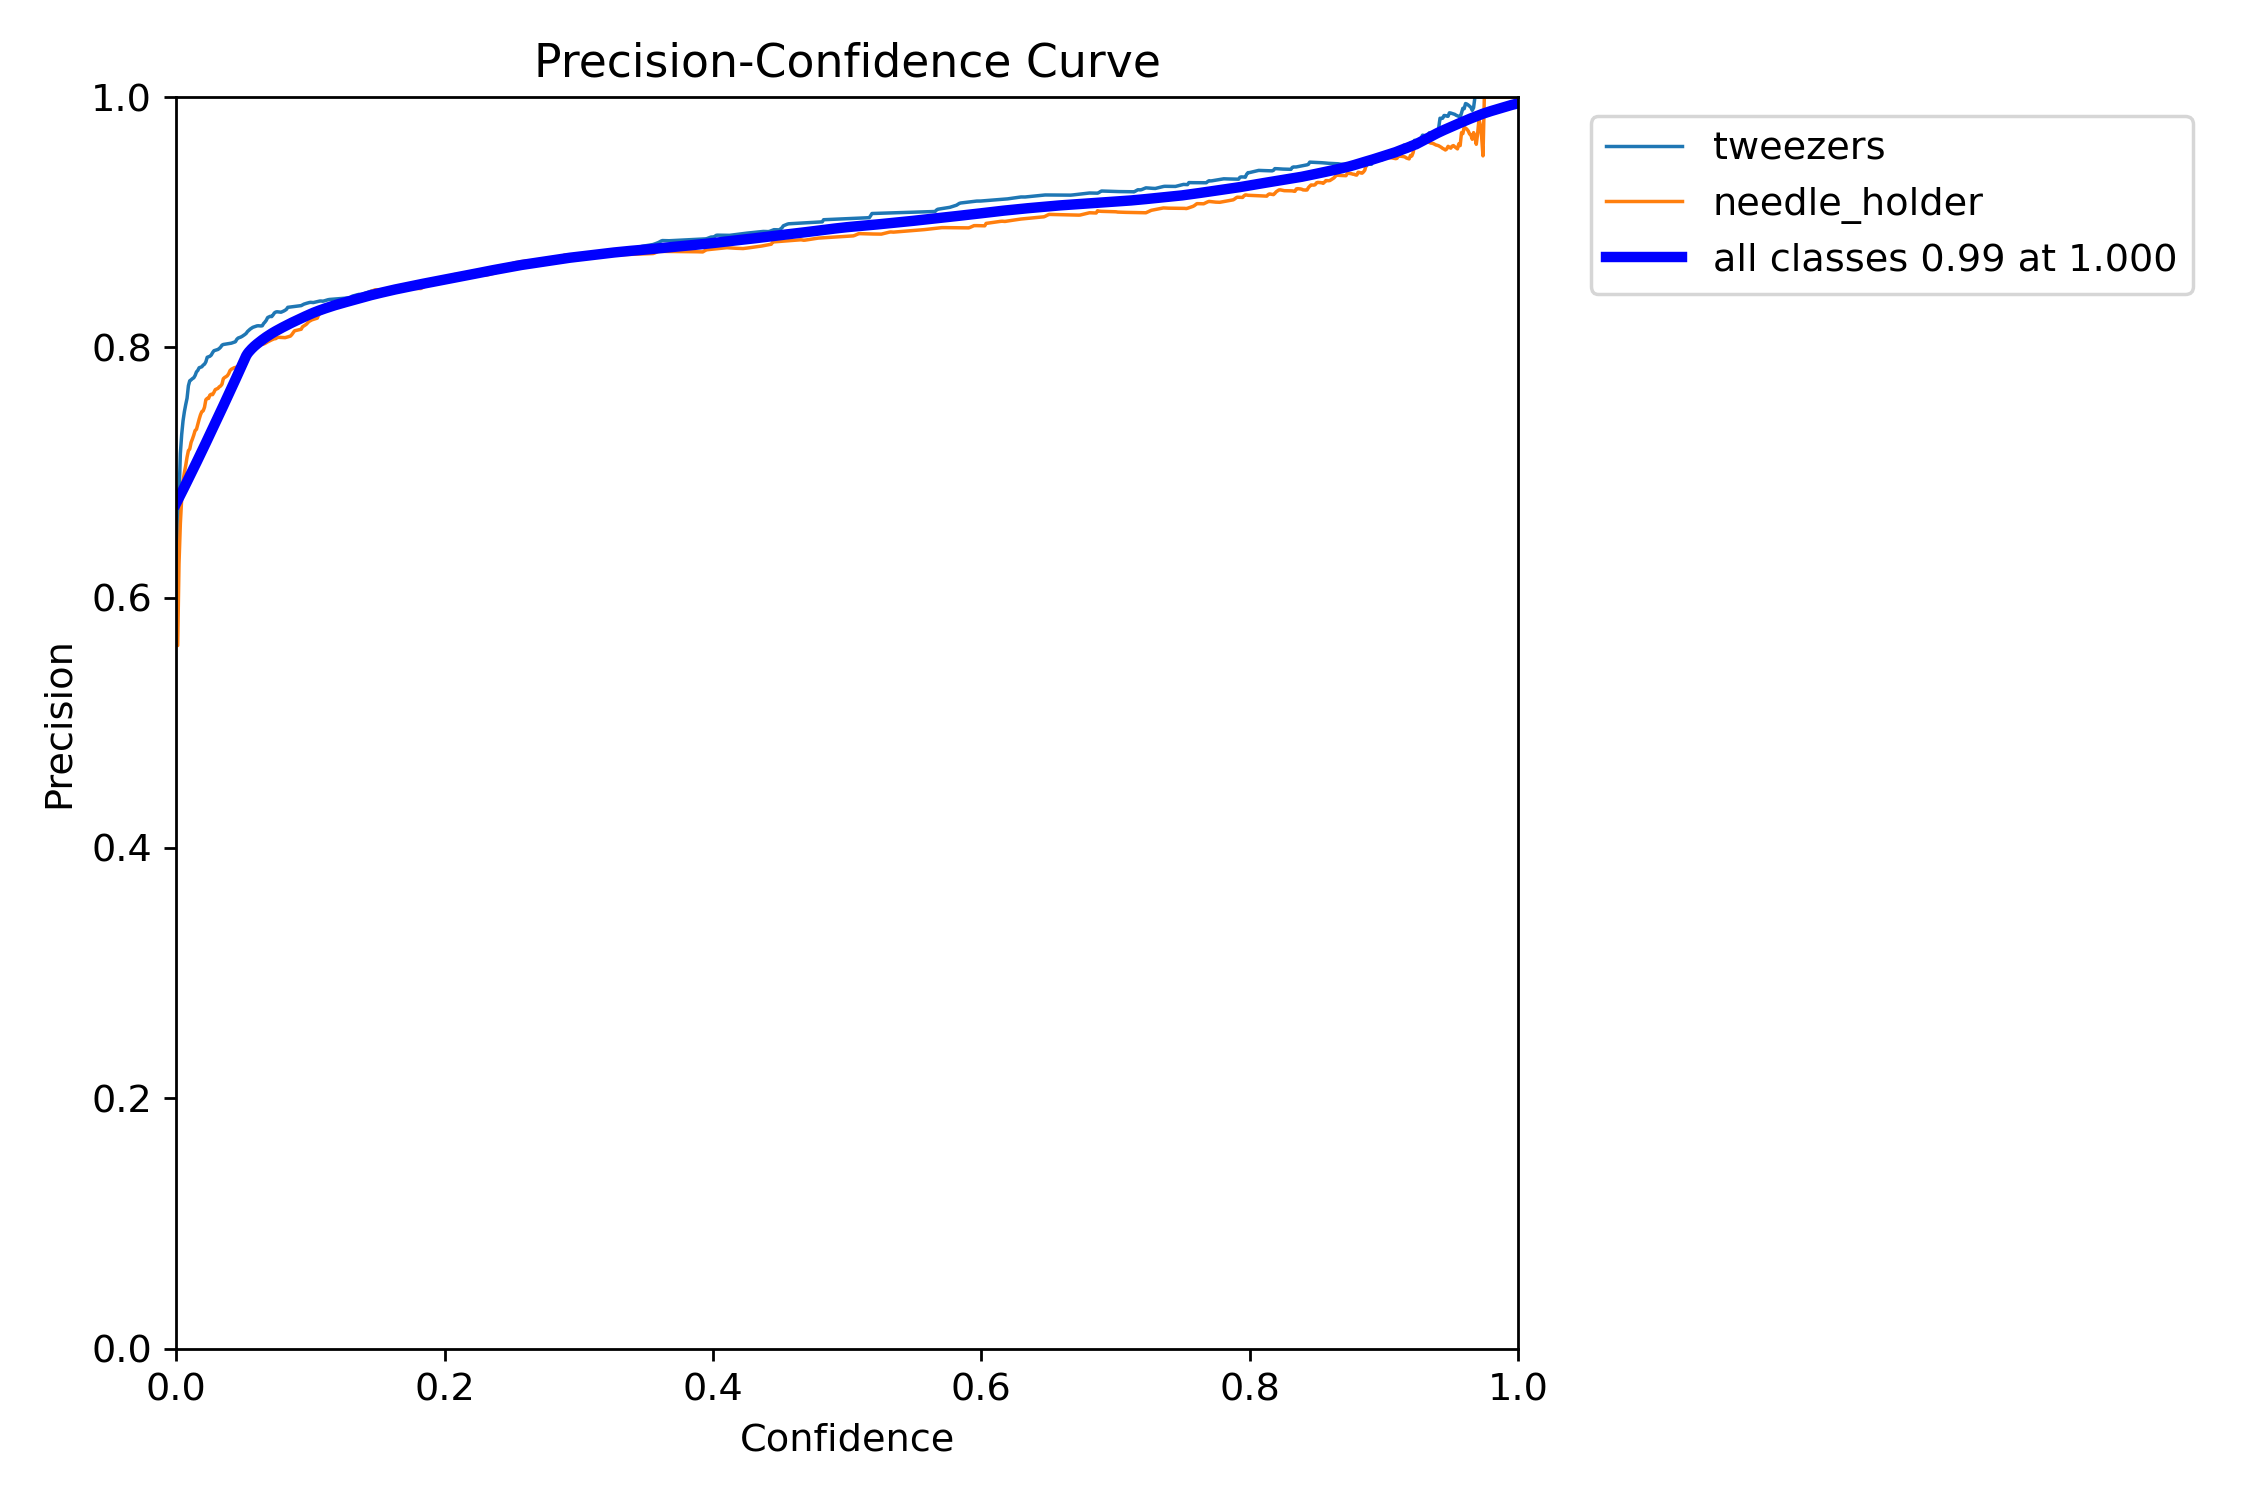 Precision-Confidence Curve
1.0
0.8
0.6
0.4
0.2
0.0
Precision
0.0 0.2 0.4 0.6 0.8 1.0
Confidence
tweezers
needle_holder
all classes 0.99 at 1.000